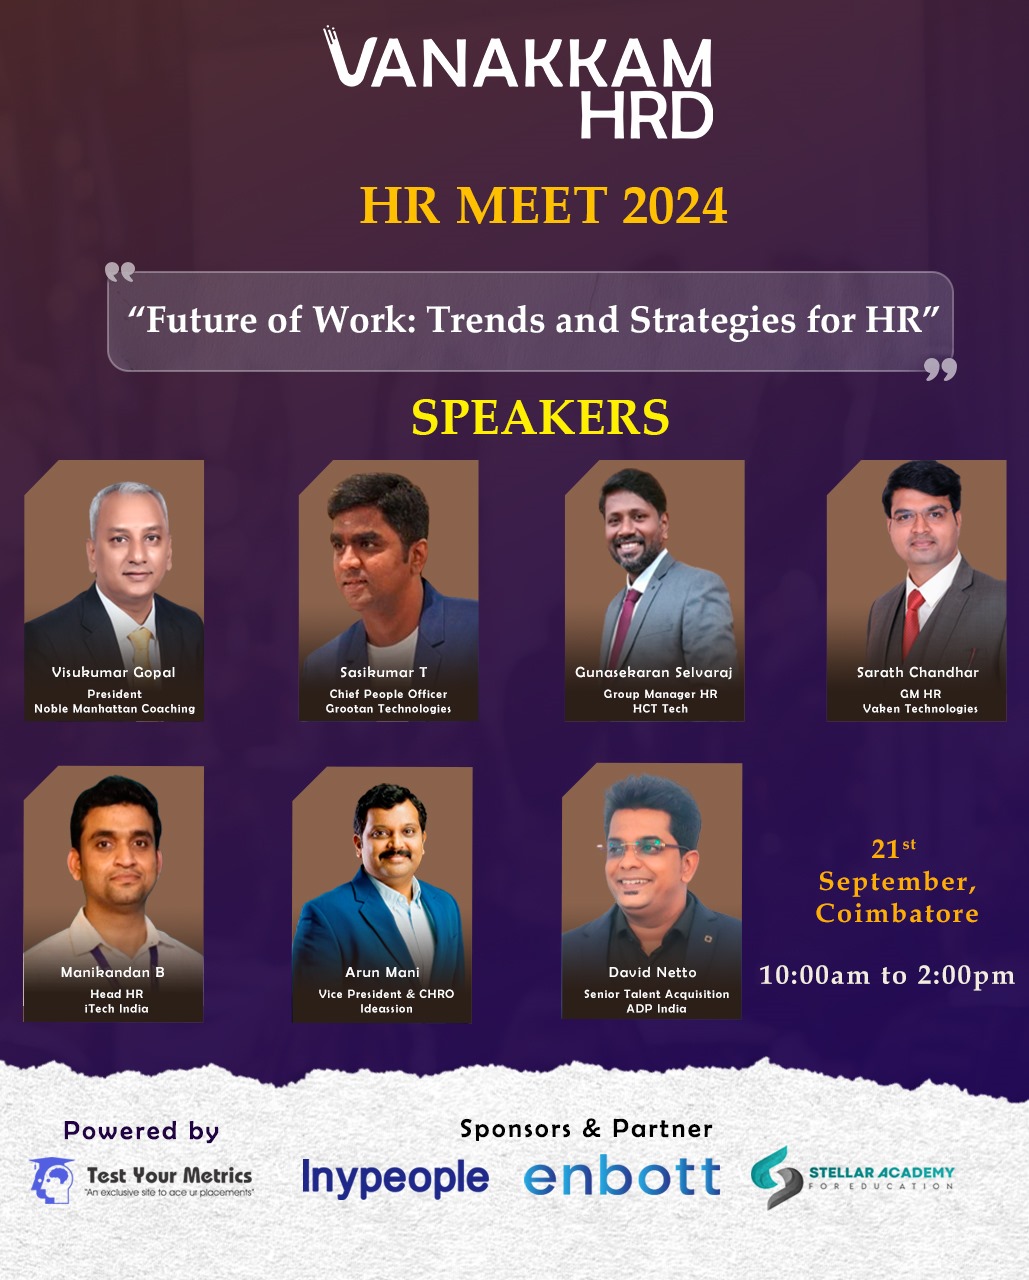 VANAKKAM
HRD
HR MEET 2024
“Future of Work: Trends and Strategies for HR”
SPEAKERS
Visukumar Gopal
President
Noble Manhattan Coaching
Sasikumar T
Chief People Officer
Grootan Technologies
Gunasekaran Selvaraj
Group Manager HR
HCT Tech
Sarath Chandhar
GM HR
Vaken Technologies
Manikandan B
Head HR
iTech India
Arun Mani
Vice President & CHRO
Ideassion
David Netto
Senior Talent Acquisition
ADP India
21st
September,
Coimbatore
10:00am to 2:00pm
Powered by
Test Your Metrics
"An exclusive site to ace ur placements"
Sponsors & Partner
Inypeople
enbott
STELLAR ACADEMY
FOR EDUCATION